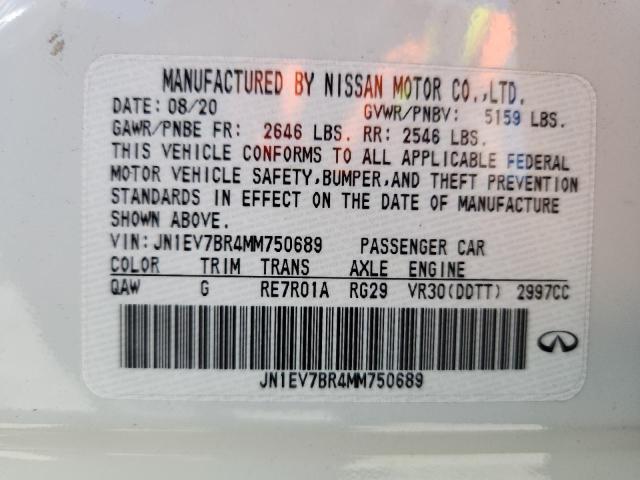 MANUFACTURED BY NISSAN MOTOR CO.,LTD.
DATE: 08/20 GVWR/PNBV: 5159 LBS.
GAWR/PNBE FR: 2646 LBS. RR: 2546 LBS.
THIS VEHICLE CONFORMS TO ALL APPLICABLE FEDERAL
MOTOR VEHICLE SAFETY,BUMPER,AND THEFT PREVENTION
STANDARDS IN EFFECT ON THE DATE OF MANUFACTURE
SHOWN ABOVE.
VIN: JN1EV7BR4MM750689 PASSENGER CAR
COLOR TRIM TRANS AXLE ENGINE
QAW G RE7R01A RG29 VR30(DDTT) 2997CC
JN1EV7BR4MM750689